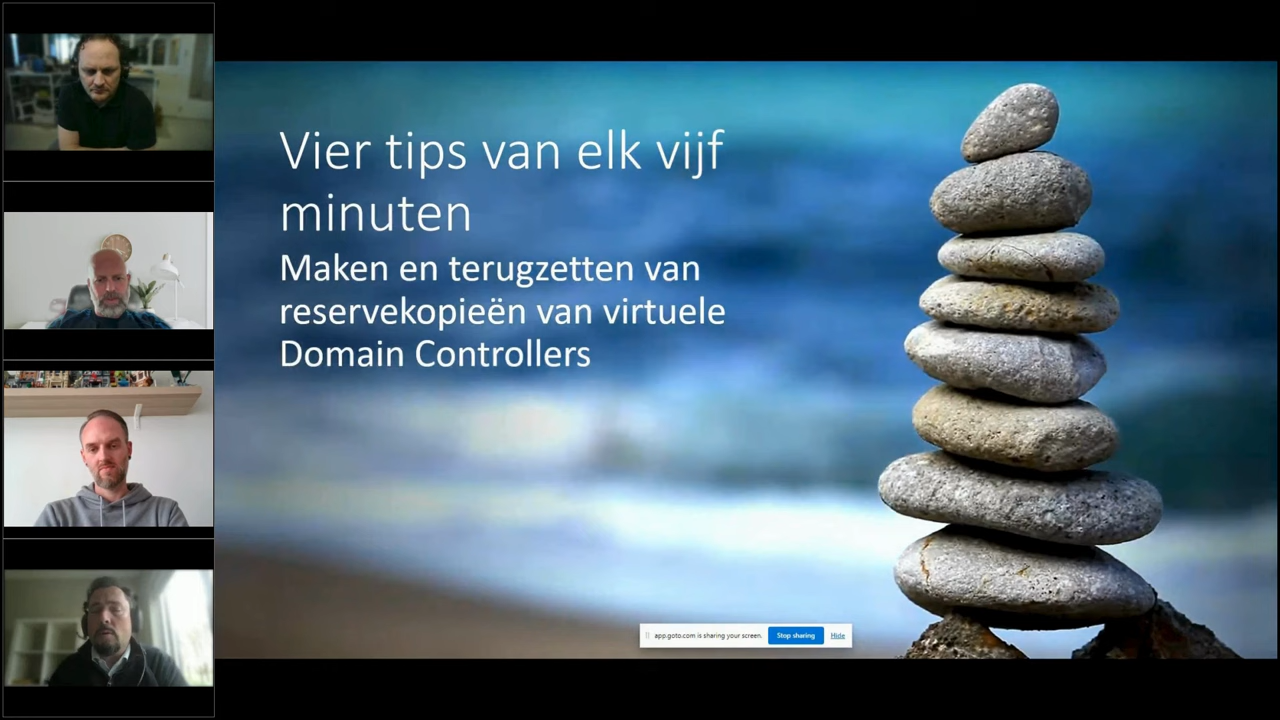 Vier tips van elk vijf
minuten
Maken en terugzetten van
reservekopieën van virtuele
Domain Controllers
app.goto.com is sharing your screen.
Stop sharing
Hide